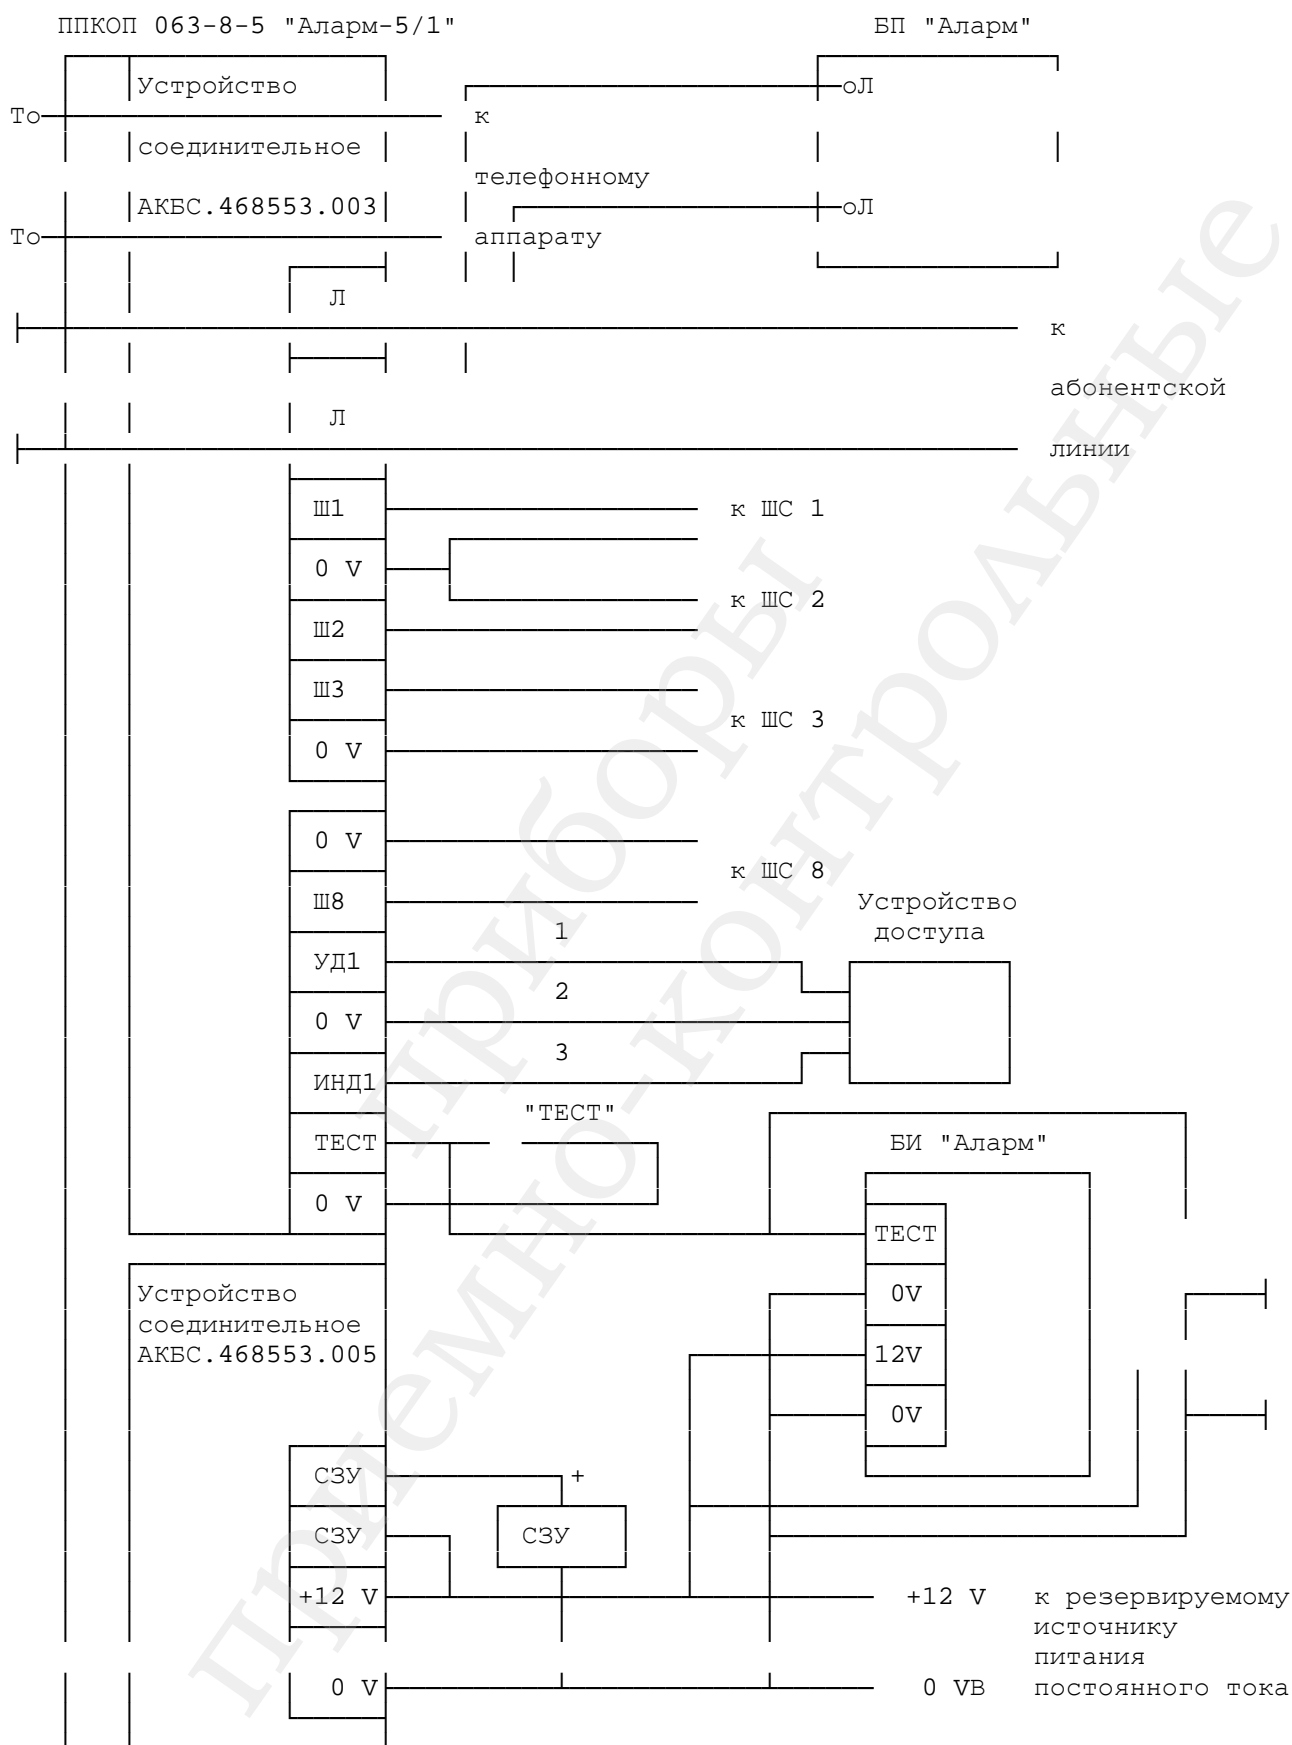 ППКОП 063-8-5 "Аларм-5/1" БП "Аларм"
Устройство оЛ
То к
соединительное
телефонному
АКБС.468553.003 оЛ
То аппарату
Л
к
абонентской
Л
линии
Ш1 к ШС 1
0 V
к ШС 2
Ш2
Ш3
к ШС 3
0 V
0 V
к ШС 8
Ш8 Устройство
1 доступа
УД1
2
0 V
3
ИНД1
"ТЕСТ"
ТЕСТ БИ "Аларм"
0 V
ТЕСТ
Устройство 0V
соединительное
АКБС.468553.005 12V
0V
СЗУ +
СЗУ СЗУ
+12 V +12 V к резервируемому
источнику
питания
0 V 0 VB постоянного тока
приборы
приемно-контрольные